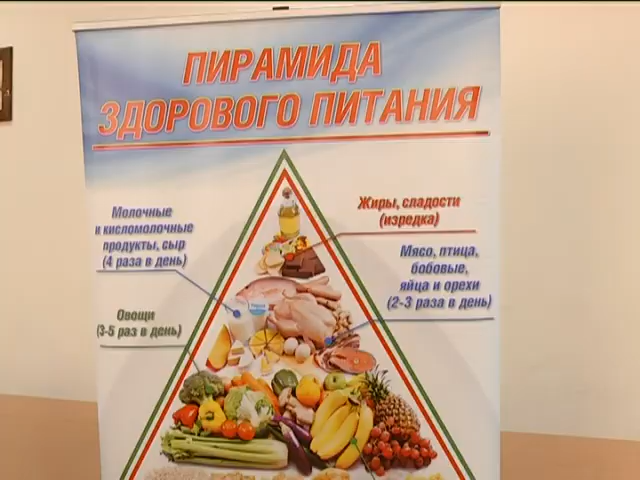 ПИРАМИДА
ЗДОРОВОГО ПИТАНИЯ
Жиры, сладости
(изредка)
Молочные
и кисломолочные
продукты, сыр
(4 раза в день)
Мясо, птица,
бобовые,
яйца и орехи
(2-3 раза в день)
Овощи
(3-5 раз в день)